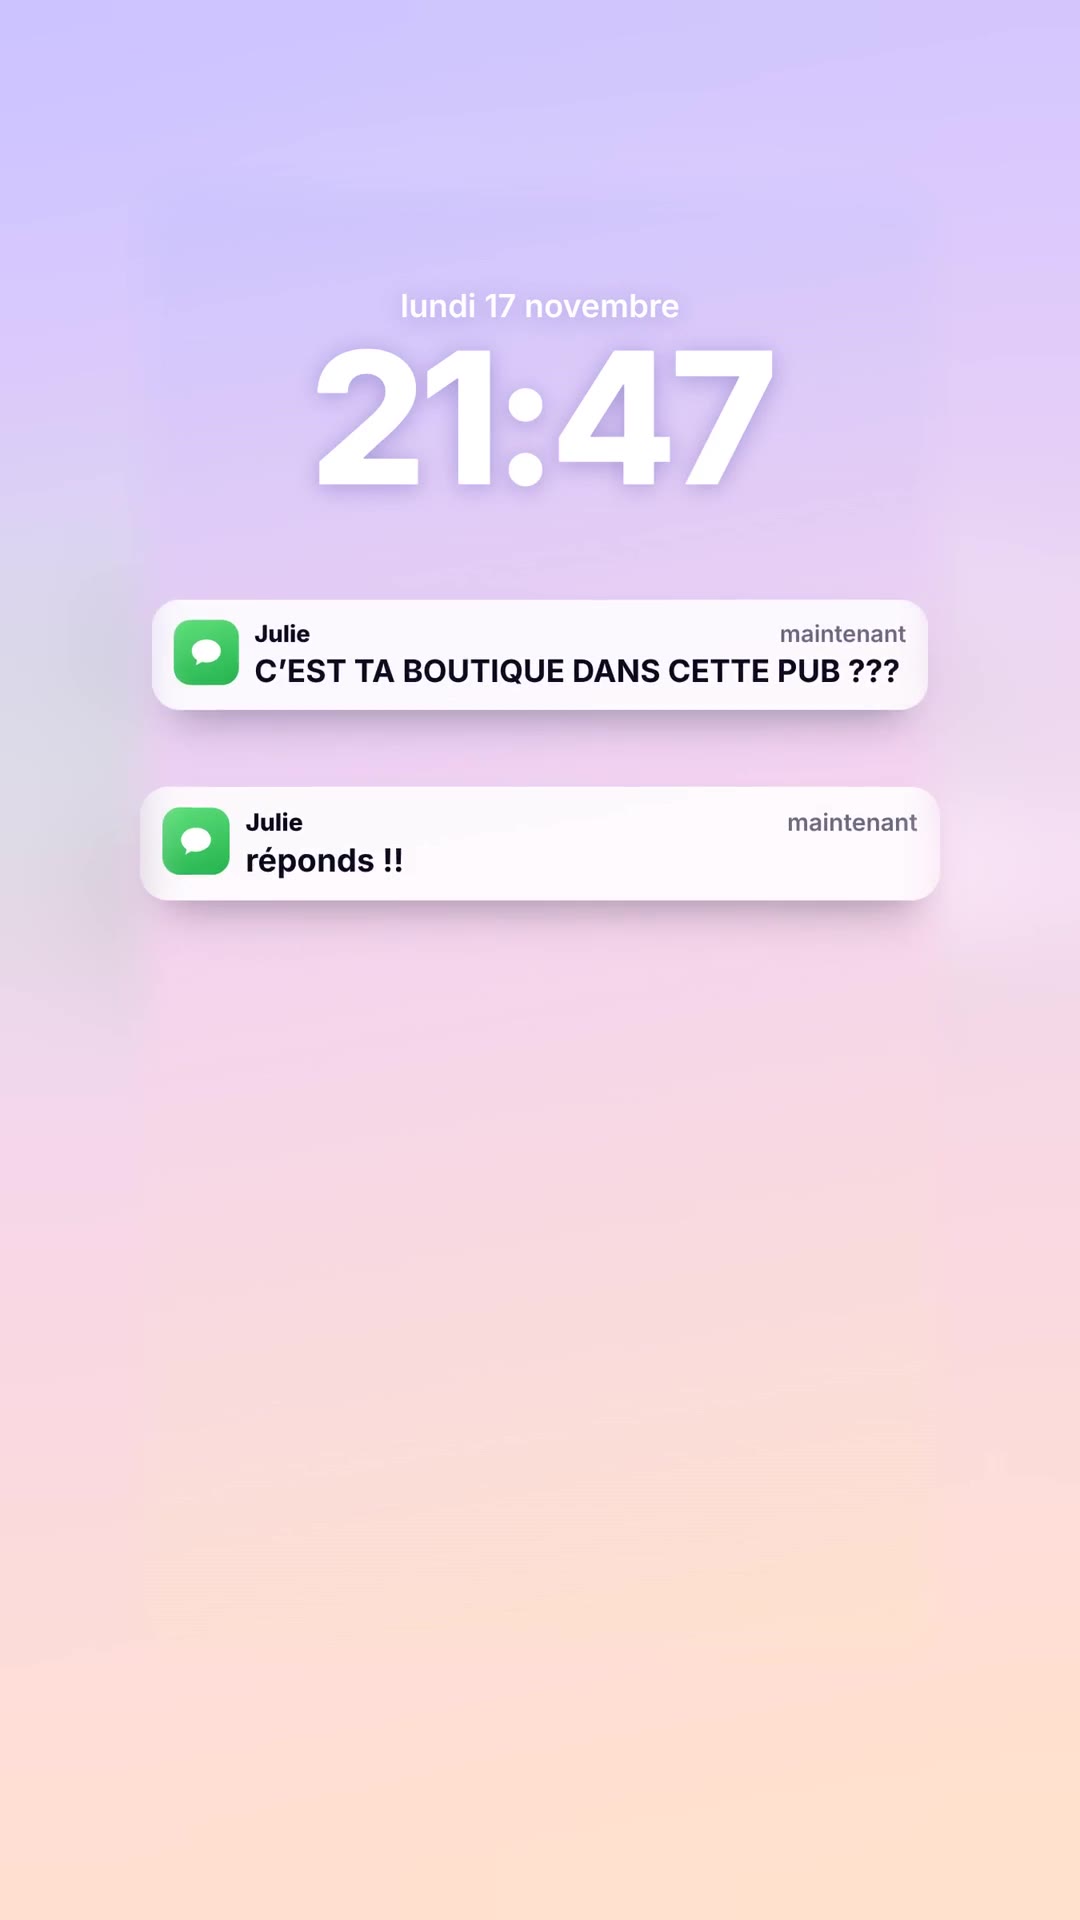 lundi 17 novembre
21:47
Julie
maintenant
C’EST TA BOUTIQUE DANS CETTE PUB ???
Julie
maintenant
réponds !!